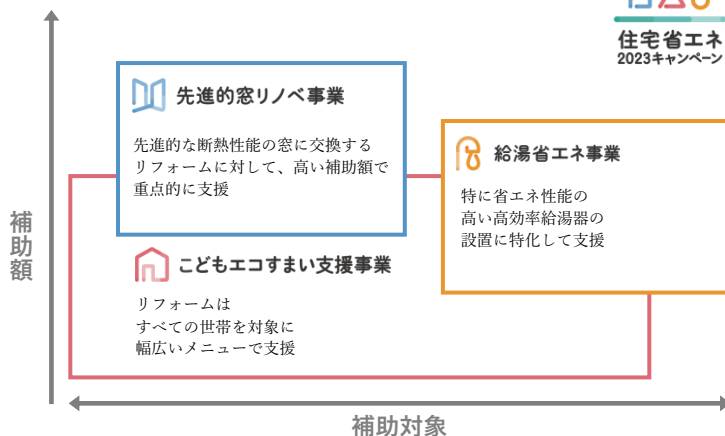 住宅省エネ
2023キャンペーン
先進的窓リノベ事業
先進的な断熱性能の窓に交換する
リフォームに対して、高い補助額で
重点的に支援
給湯省エネ事業
特に省エネ性能の
高い高効率給湯器の
設置に特化して支援
補助額
こどもエコすまい支援事業
リフォームは
すべての世帯を対象に
幅広いメニューで支援
補助対象